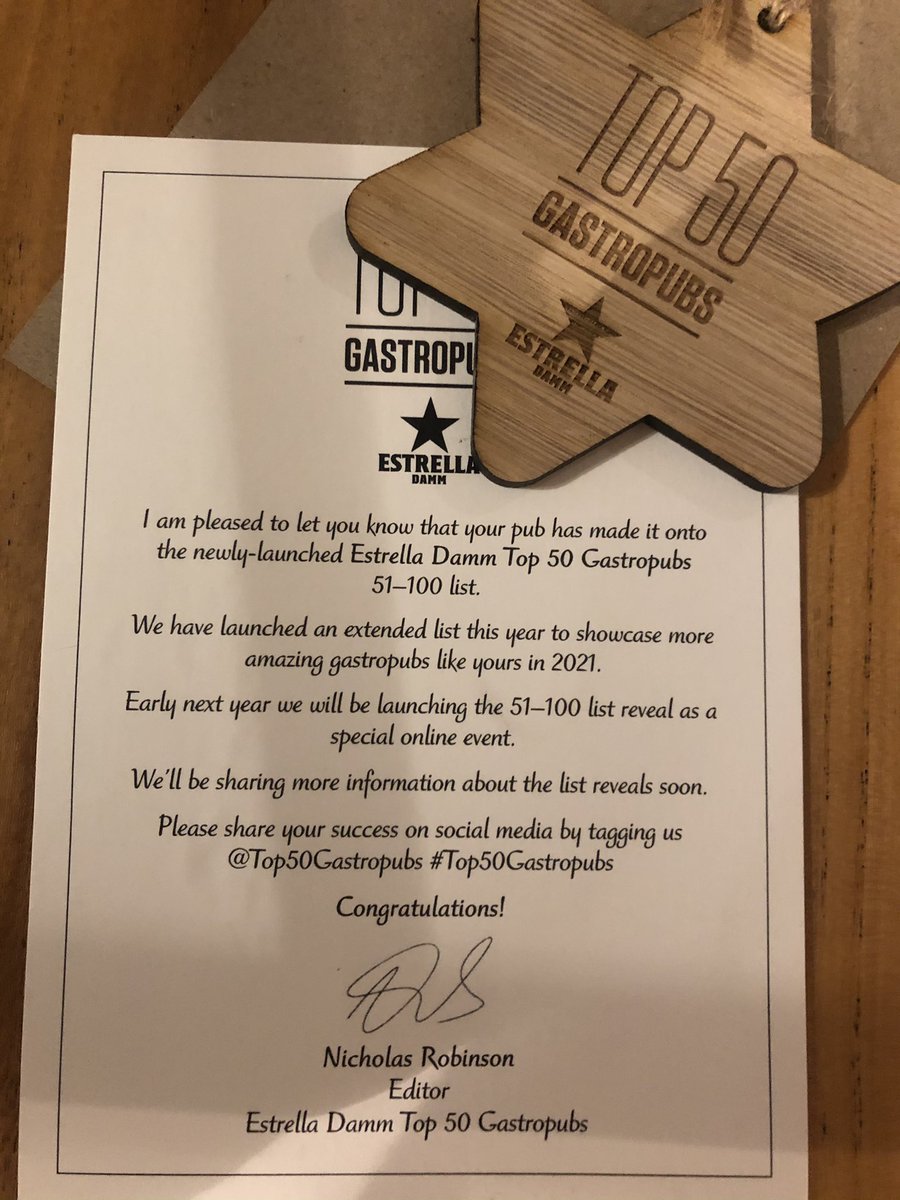 TOP 50
GASTROPUBS
ESTRELLA
DAMM
TOP
GASTROPU
ESTRELLA
DAMM
I am pleased to let you know that your pub has made it onto
the newly-launched Estrella Damm Top 50 Gastropubs
51–100 list.
We have launched an extended list this year to showcase more
amazing gastropubs like yours in 2021.
Early next year we will be launching the 51–100 list reveal as a
special online event.
We'll be sharing more information about the list reveals soon.
Please share your success on social media by tagging us
@Top50Gastropubs #Top50Gastropubs
Congratulations!
Nicholas Robinson
Editor
Estrella Damm Top 50 Gastropubs